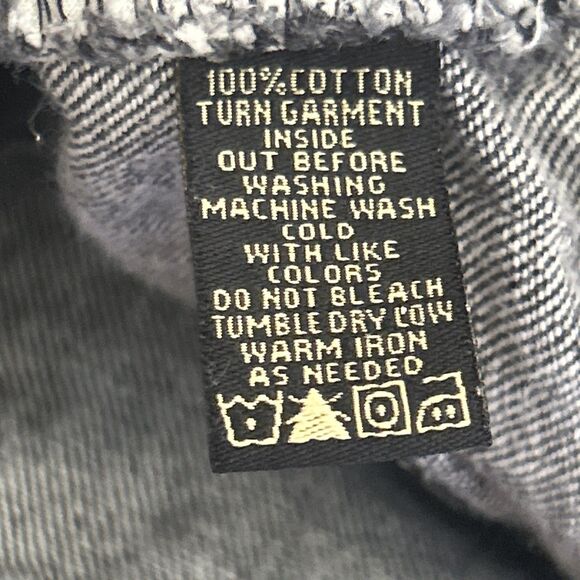 100%COTTON
TURN GARMENT
INSIDE
OUT BEFORE
WASHING
MACHINE WASH
COLD
WITH LIKE
COLORS
DO NOT BLEACH
TUMBLE DRY LOW
WARM IRON
AS NEEDED